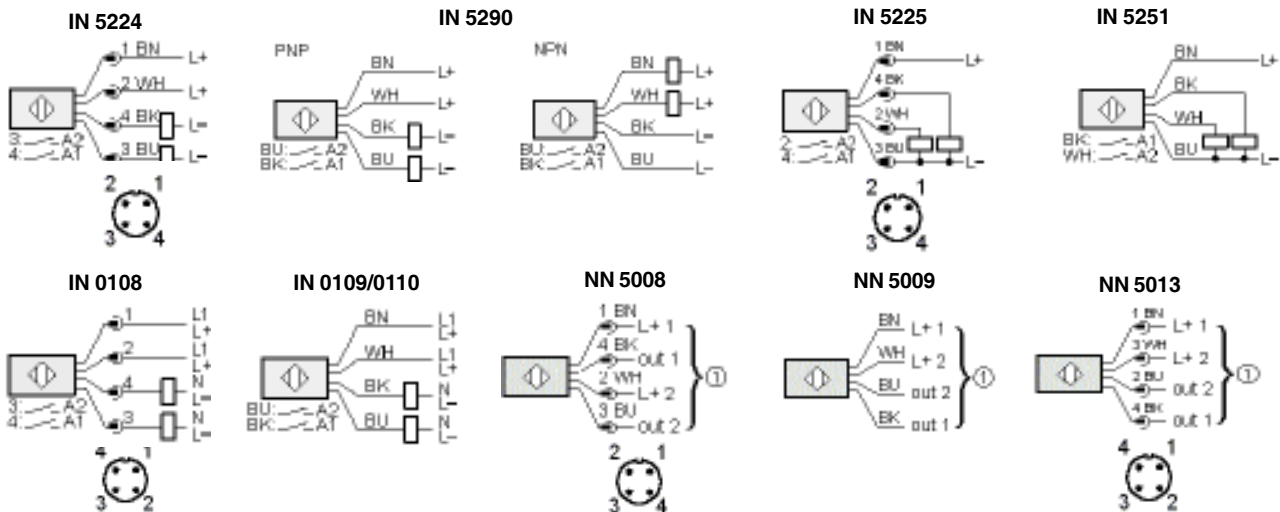 IN 5224
1 BN L+
2 WH L+
4 BK L=
3 BU L-
3: A2
4: A1
2 1
3 4
IN 5290
PNP
BN L+
WH L+
BK L=
BU L-
BU: A2
BK: A1
NPN
BN L+
WH L+
BK L=
BU L-
BU: A2
BK: A1
IN 5225
1 BN L+
4 BK
2 WH
3 BU L-
2: A2
4: A1
2 1
3 4
IN 5251
BN L+
BK
WH
BU L-
BK: A1
WH: A2
IN 0108
1 L1 L+
2 L1 L+
4 N L=
3 N L=
3: A2
4: A1
4 1
3 2
IN 0109/0110
BN L1 L+
WH L1 L+
BK N L=
BU N L-
BU: A2
BK: A1
NN 5008
1 BN L+ 1
4 BK out 1
2 WH L+ 2
3 BU out 2
①
2 1
3 4
NN 5009
BN L+ 1
WH L+ 2
BU out 2
BK out 1
①
NN 5013
1 BN L+ 1
3 WH L+ 2
2 BU out 2
4 BK out 1
①
4 1
3 2